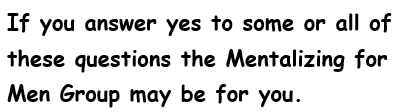 If you answer yes to some or all of
these questions the Mentalizing for
Men Group may be for you.